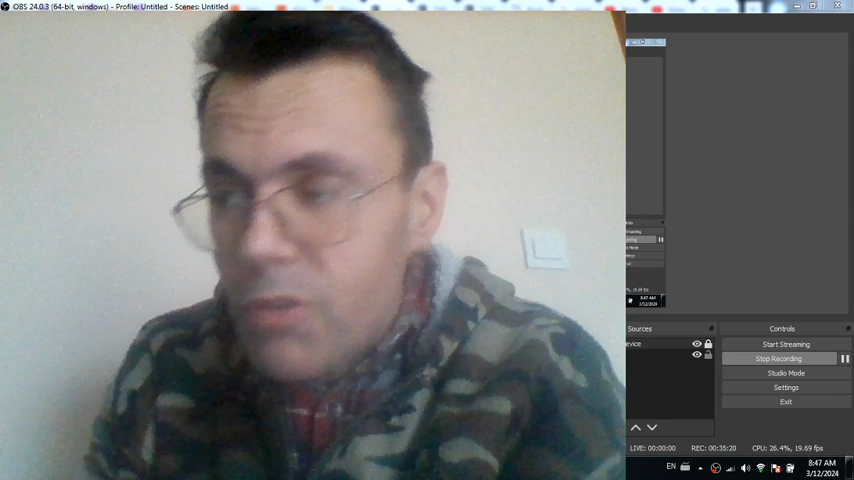 OBS 24.0.3 (64-bit, windows) - Profile: Untitled - Scenes: Untitled
Sources
Controls
Start Streaming
Stop Recording
Studio Mode
Settings
Exit
LIVE: 00:00:00
REC: 00:35:20
CPU: 26.4%, 19.69 fps
EN
8:47 AM
3/12/2024